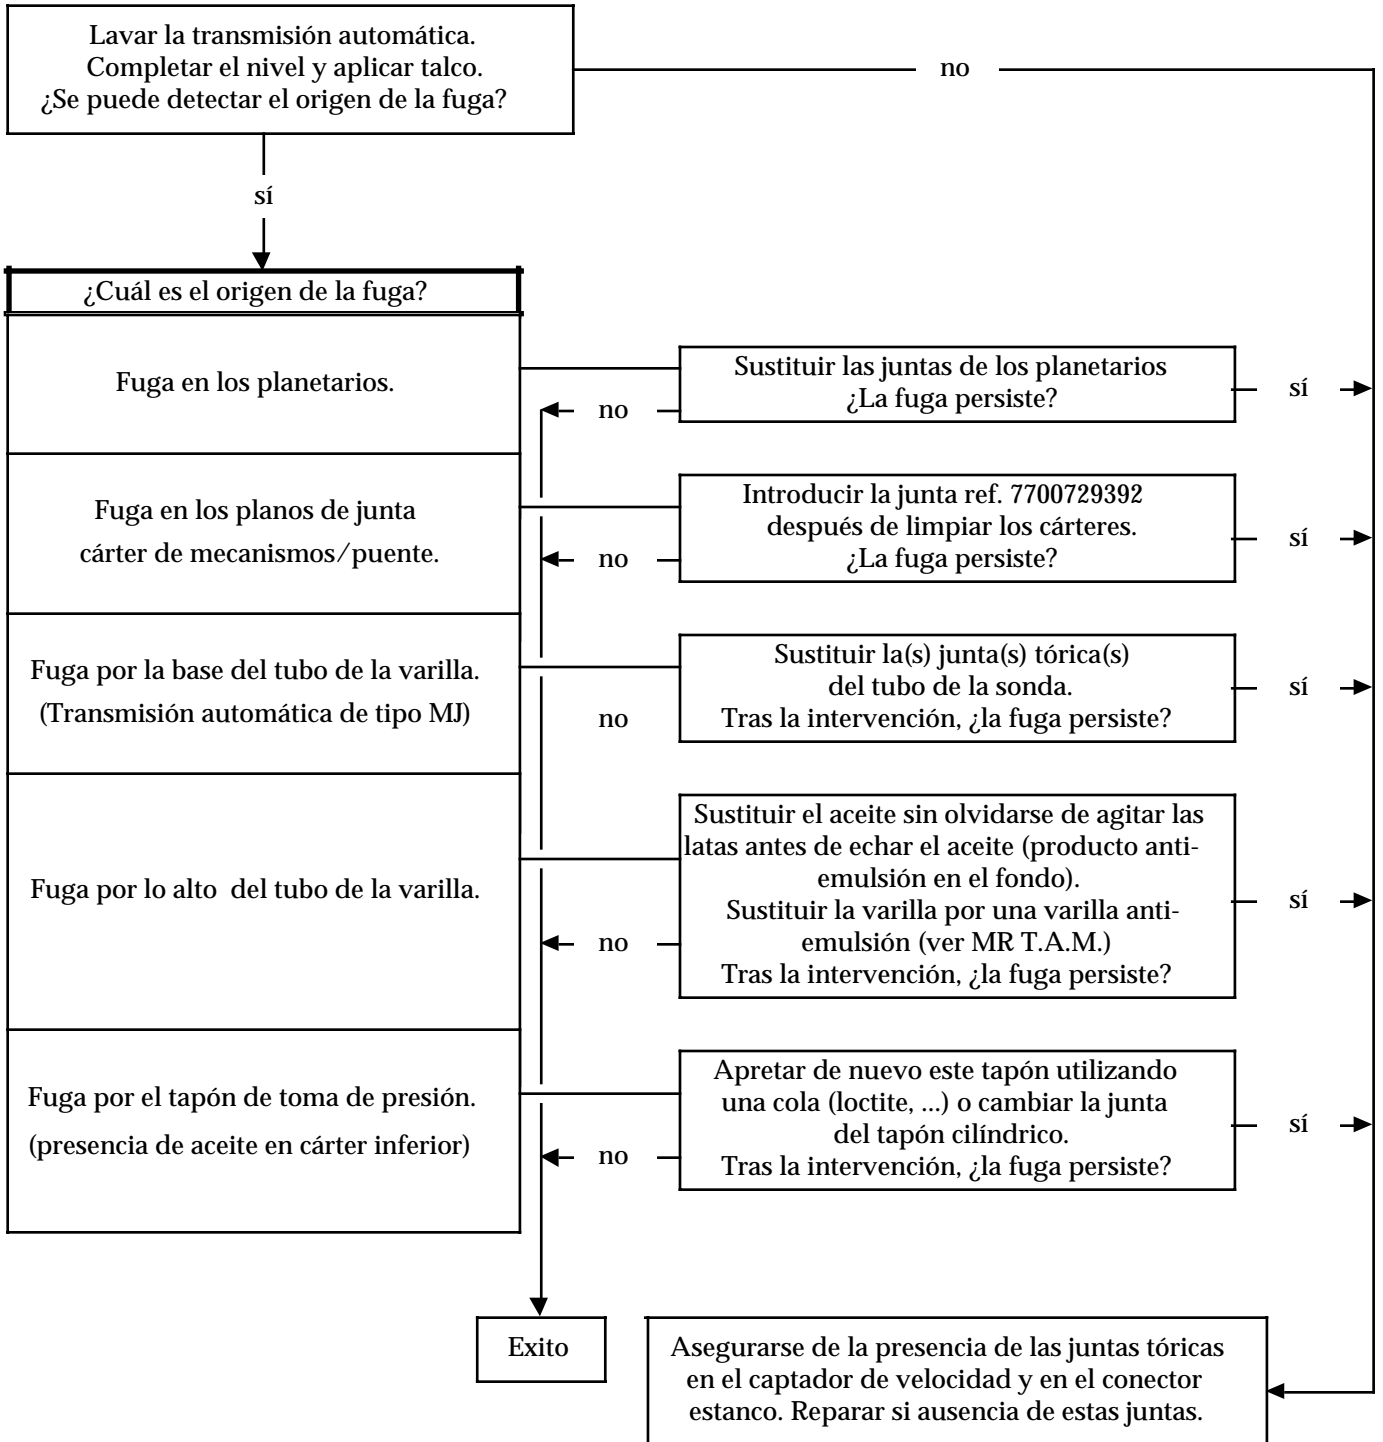 Lavar la transmisión automática.
Completar el nivel y aplicar talco.
¿Se puede detectar el origen de la fuga?
no
sí
¿Cuál es el origen de la fuga?
Fuga en los planetarios.
Sustituir las juntas de los planetarios
¿La fuga persiste?
sí
no
Fuga en los planos de junta
cárter de mecanismos/puente.
Introducir la junta ref. 7700729392
después de limpiar los cárteres.
¿La fuga persiste?
sí
no
Fuga por la base del tubo de la varilla.
(Transmisión automática de tipo MJ)
Sustituir la(s) junta(s) tórica(s)
del tubo de la sonda.
Tras la intervención, ¿la fuga persiste?
sí
no
Fuga por lo alto del tubo de la varilla.
Sustituir el aceite sin olvidarse de agitar las
latas antes de echar el aceite (producto anti-
emulsión en el fondo).
Sustituir la varilla por una varilla anti-
emulsión (ver MR T.A.M.)
Tras la intervención, ¿la fuga persiste?
sí
no
Fuga por el tapón de toma de presión.
(presencia de aceite en cárter inferior)
Apretar de nuevo este tapón utilizando
una cola (loctite, ...) o cambiar la junta
del tapón cilíndrico.
Tras la intervención, ¿la fuga persiste?
sí
no
Exito
Asegurarse de la presencia de las juntas tóricas
en el captador de velocidad y en el conector
estanco. Reparar si ausencia de estas juntas.